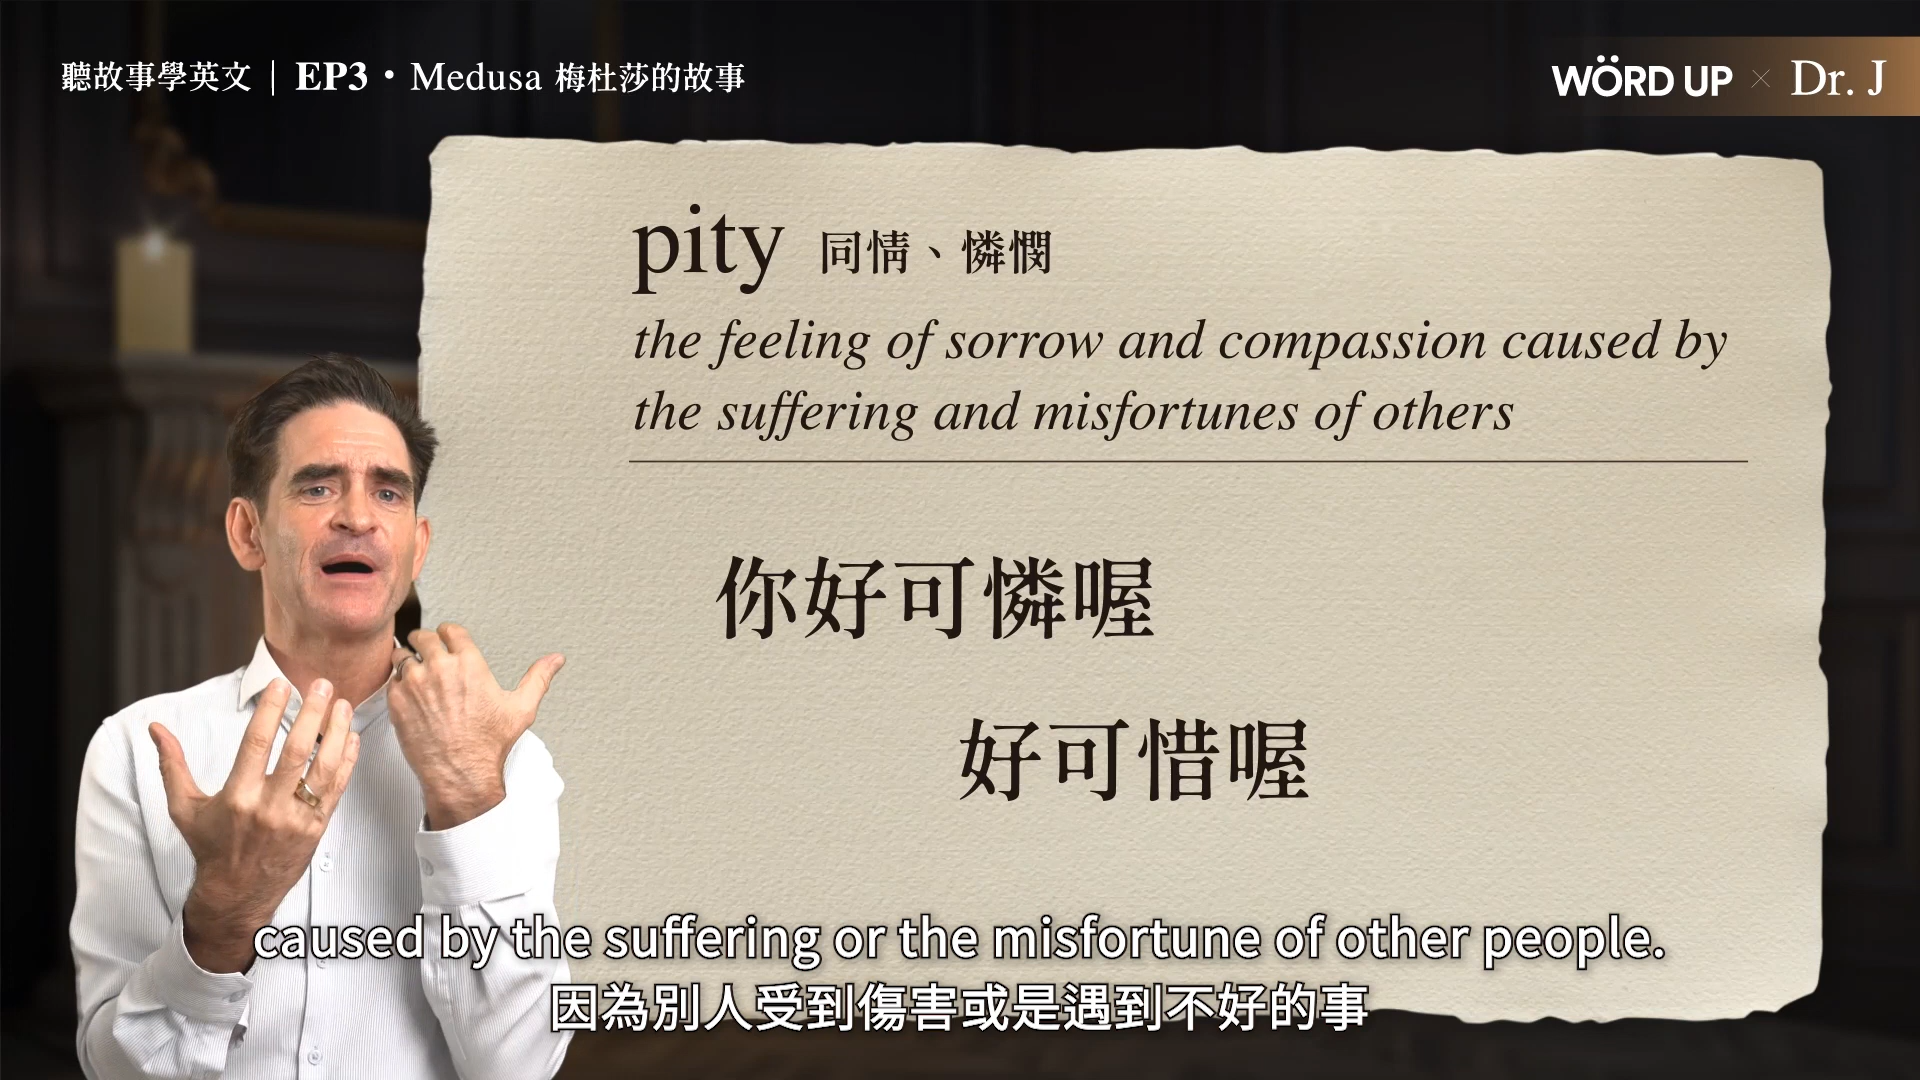 聽故事學英文 | EP3・Medusa 梅杜莎的故事
WÖRD UP × Dr. J
pity 同情、憐憫
the feeling of sorrow and compassion caused by
the suffering and misfortunes of others
你好可憐喔
好可惜喔
caused by the suffering or the misfortune of other people.
因為別人受到傷害或是遇到不好的事